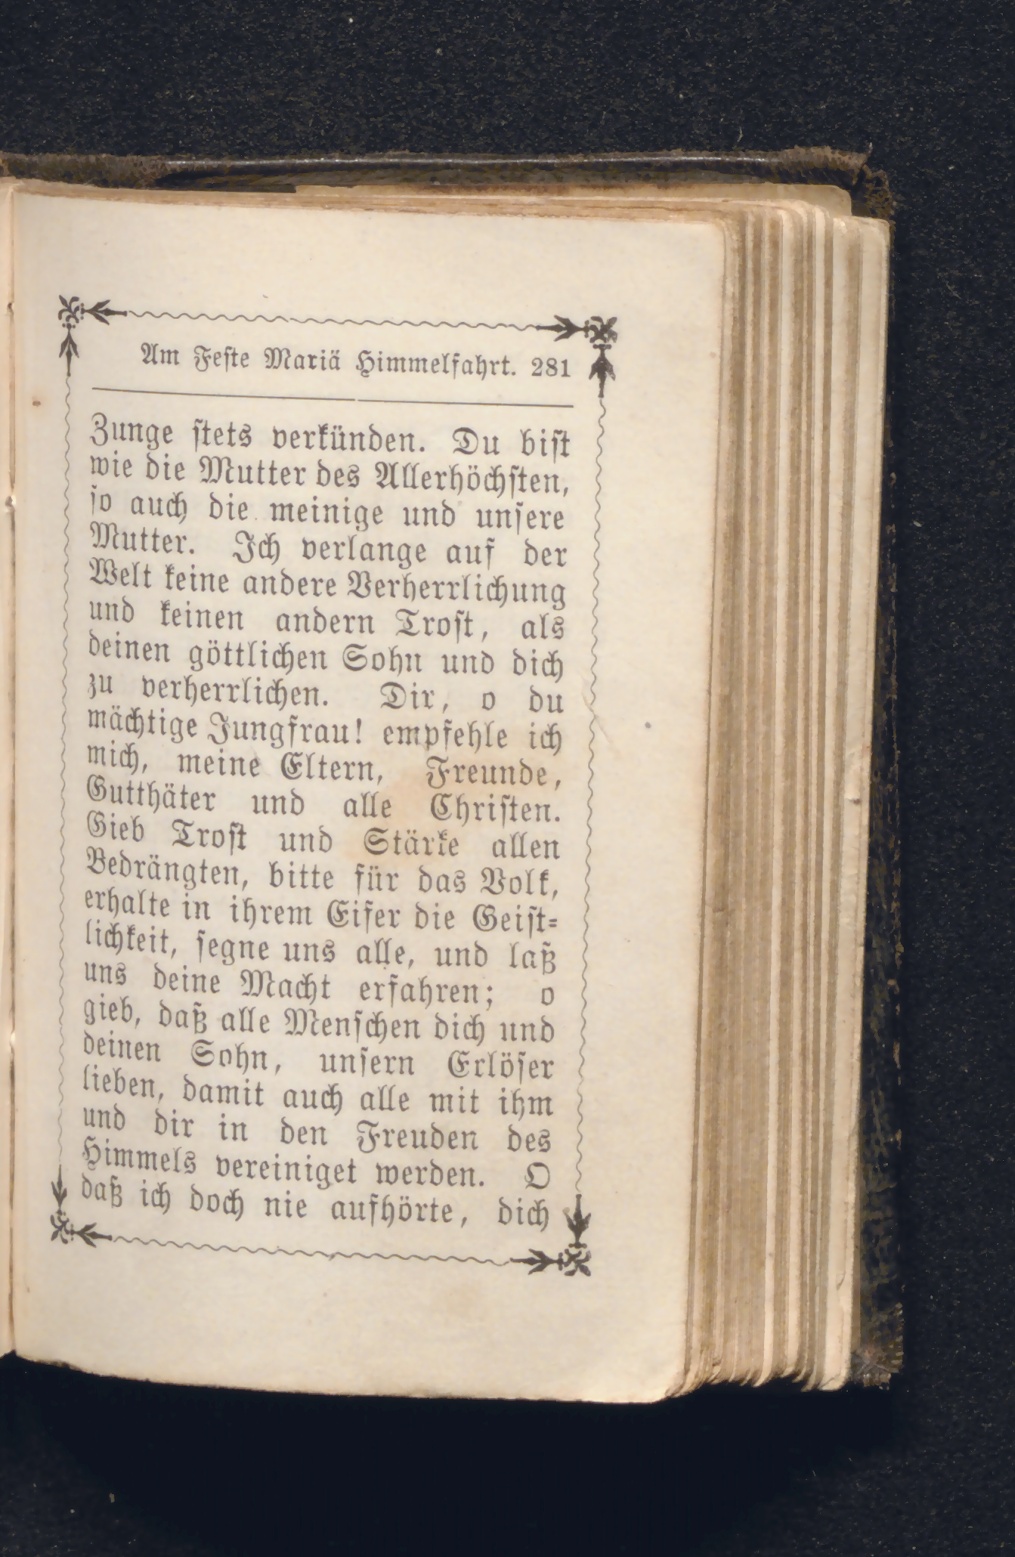 Am Feste Mariä Himmelfahrt. 281
Zunge stets verkünden. Du bist
wie die Mutter des Allerhöchsten,
so auch die meinige und unsere
Mutter. Ich verlange auf der
Welt keine andere Verherrlichung
und keinen andern Trost, als
deinen göttlichen Sohn und dich
zu verherrlichen. Dir, o du
mächtige Jungfrau! empfehle ich
mich, meine Eltern, Freunde,
Gutthäter und alle Christen.
Gieb Trost und Stärke allen
Bedrängten, bitte für das Volk,
erhalte in ihrem Eifer die Geist-
lichkeit, segne uns alle, und laß
uns deine Macht erfahren; o
gieb, daß alle Menschen dich und
deinen Sohn, unsern Erlöser
lieben, damit auch alle mit ihm
und dir in den Freuden des
Himmels vereiniget werden. O
daß ich doch nie aufhörte, dich